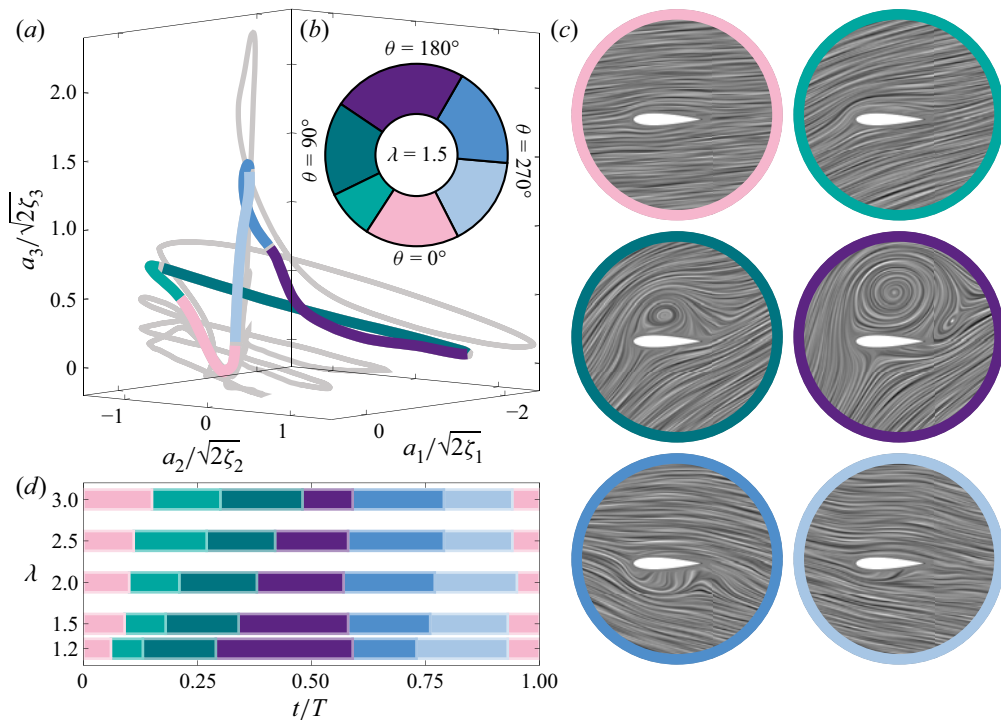 (a)
(b)
(c)
θ = 180°
θ = 90°
λ = 1.5
θ = 270°
θ = 0°
2.0
1.5
1.0
0.5
0
a₃/√2ζ₃
−1
0
1
a₂/√2ζ₂
0
−2
a₁/√2ζ₁
(d)
3.0
2.5
λ
2.0
1.5
1.2
0
0.25
0.50
0.75
1.00
t/T